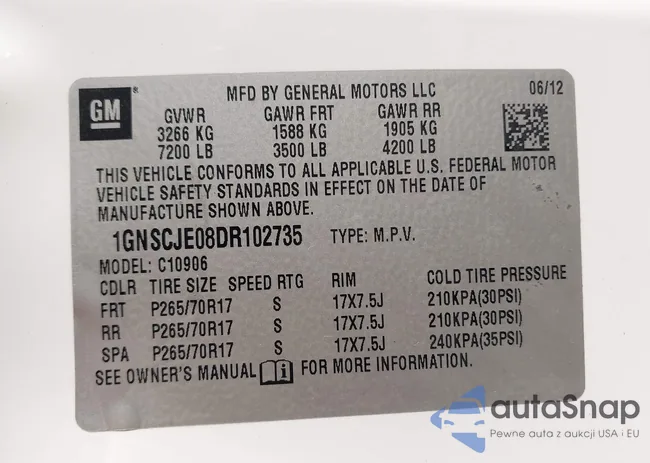 GM
MFD BY GENERAL MOTORS LLC 06/12
GVWR GAWR FRT GAWR RR
3266 KG 1588 KG 1905 KG
7200 LB 3500 LB 4200 LB
THIS VEHICLE CONFORMS TO ALL APPLICABLE U.S. FEDERAL MOTOR
VEHICLE SAFETY STANDARDS IN EFFECT ON THE DATE OF
MANUFACTURE SHOWN ABOVE.
1GNSCJE08DR102735 TYPE: M.P.V.
MODEL: C10906
CDLR TIRE SIZE SPEED RTG RIM COLD TIRE PRESSURE
FRT P265/70R17 S 17X7.5J 210KPA(30PSI)
RR P265/70R17 S 17X7.5J 210KPA(30PSI)
SPA P265/70R17 S 17X7.5J 240KPA(35PSI)
SEE OWNER'S MANUAL i FOR MORE INFORMATION.
autaSnap
Pewne auta z aukcji USA i EU